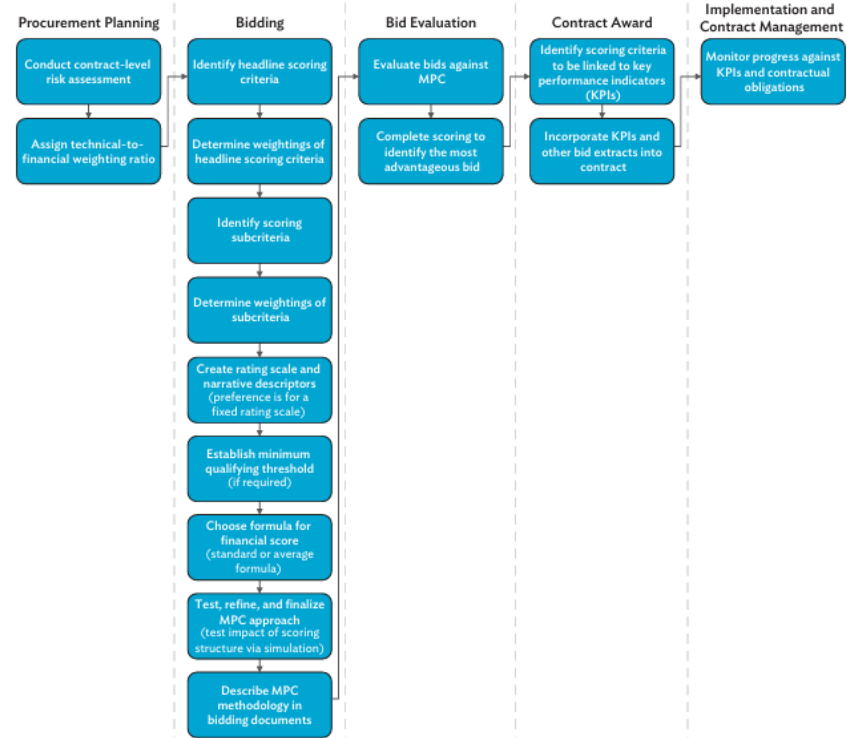 Procurement Planning
Conduct contract-level
risk assessment
Assign technical-to-
financial weighting ratio
Bidding
Identify headline scoring
criteria
Determine weightings of
headline scoring criteria
Identify scoring
subcriteria
Determine weightings of
subcriteria
Create rating scale and
narrative descriptors
(preference is for a
fixed rating scale)
Establish minimum
qualifying threshold
(if required)
Choose formula for
financial score
(standard or average
formula)
Test, refine, and finalize
MPC approach
(test impact of scoring
structure via simulation)
Describe MPC
methodology in
bidding documents
Bid Evaluation
Evaluate bids against
MPC
Complete scoring to
identify the most
advantageous bid
Contract Award
Identify scoring criteria
to be linked to key
performance indicators
(KPIs)
Incorporate KPIs and
other bid extracts into
contract
Implementation and
Contract Management
Monitor progress against
KPIs and contractual
obligations